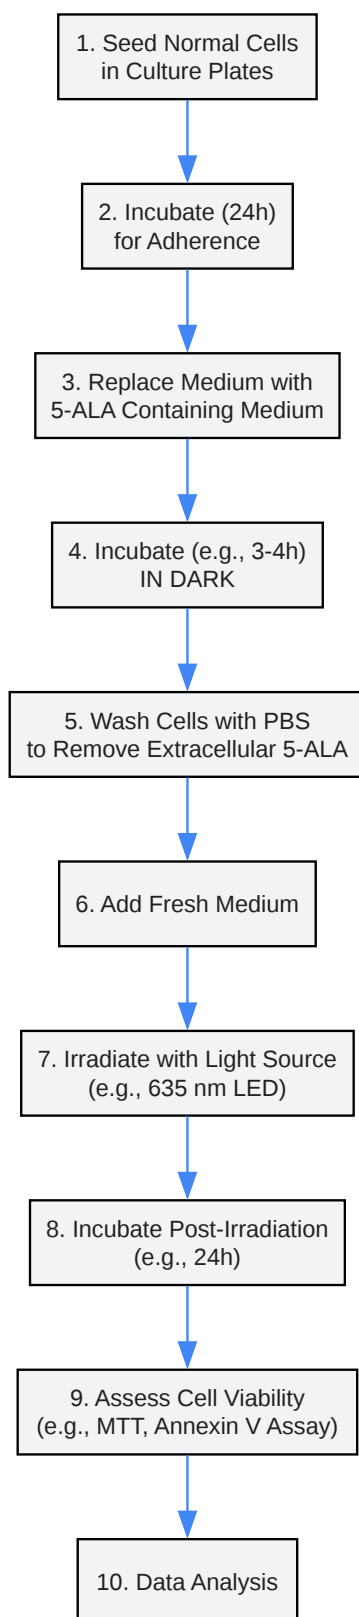 1. Seed Normal Cells
in Culture Plates
2. Incubate (24h)
for Adherence
3. Replace Medium with
5-ALA Containing Medium
4. Incubate (e.g., 3-4h)
IN DARK
5. Wash Cells with PBS
to Remove Extracellular 5-ALA
6. Add Fresh Medium
7. Irradiate with Light Source
(e.g., 635 nm LED)
8. Incubate Post-Irradiation
(e.g., 24h)
9. Assess Cell Viability
(e.g., MTT, Annexin V Assay)
10. Data Analysis